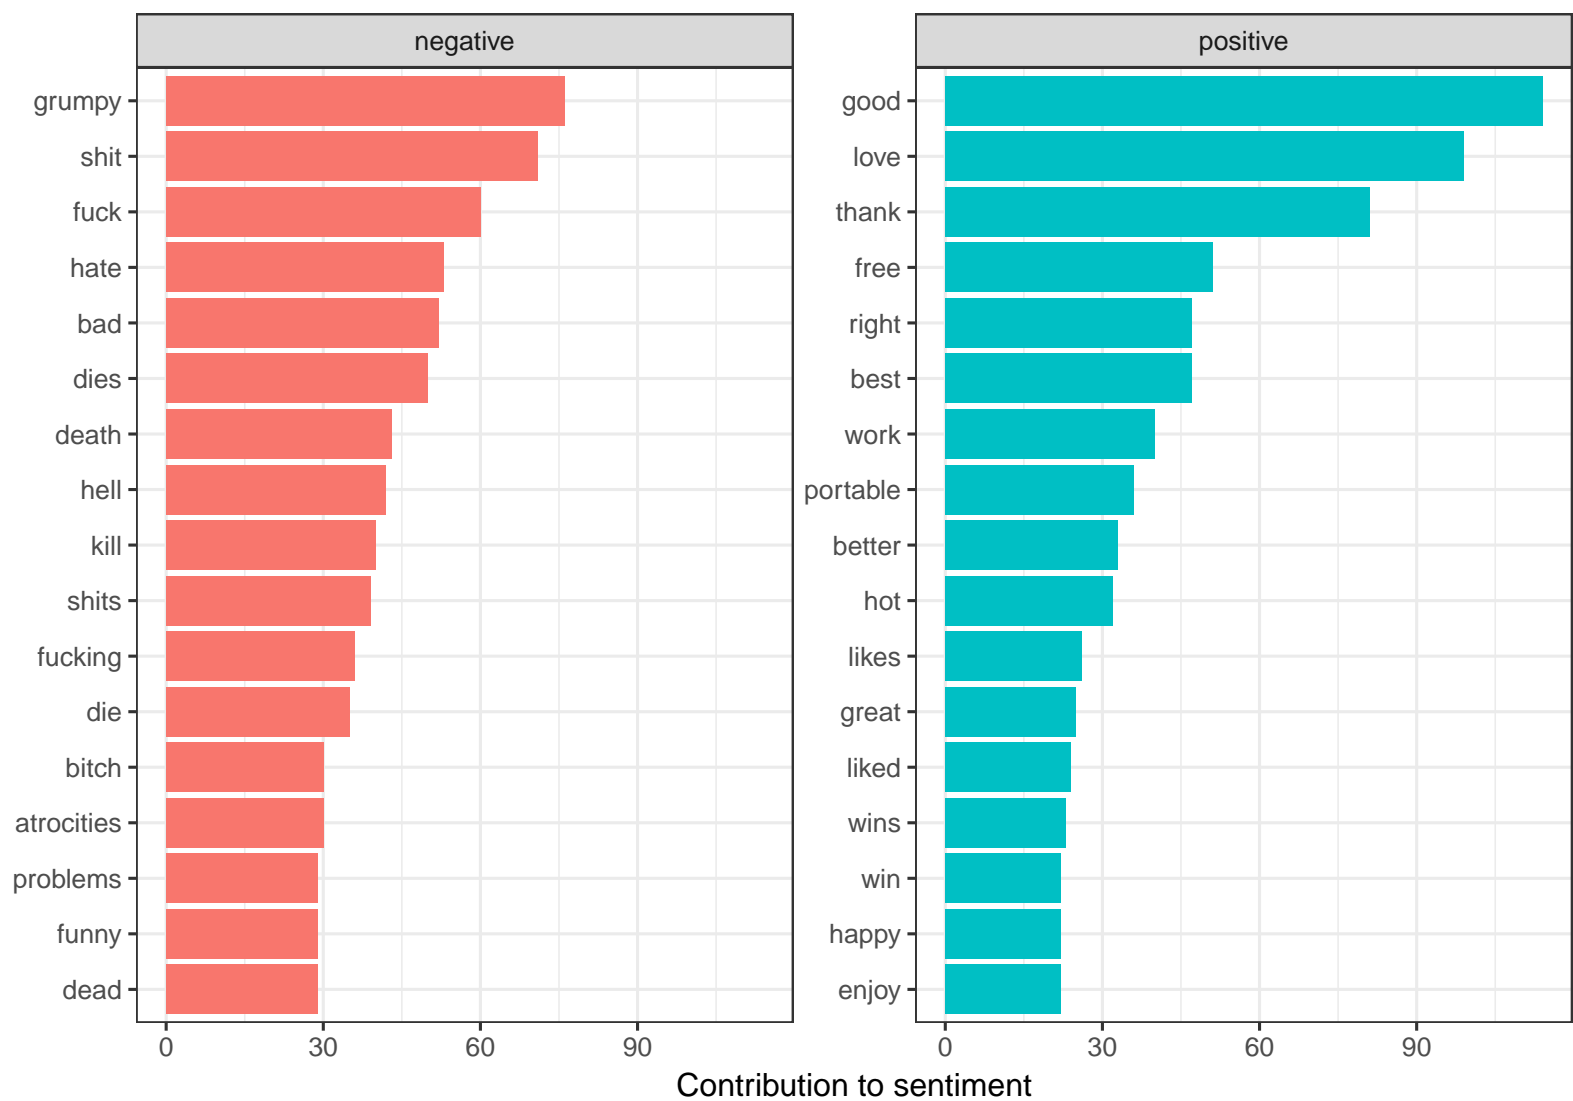 negative
grumpy
shit
fuck
hate
bad
dies
death
hell
kill
shits
fucking
die
bitch
atrocities
problems
funny
dead
0 30 60 90
positive
good
love
thank
free
right
best
work
portable
better
hot
likes
great
liked
wins
win
happy
enjoy
0 30 60 90
Contribution to sentiment